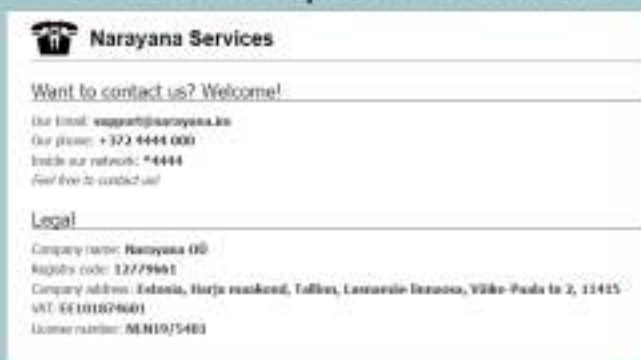 Narayana Services
Want to contact us? Welcome!
Our Email: support@narayana.im
Our phone: +372 4444 000
Inside our network: *4444
Feel free to contact us!
Legal
Company name: Narayana OÜ
Registry code: 12779661
Company address: Estonia, Harju maakond, Tallinn, Lasnamäe linnaosa, Väike-Paala tn 2, 11415
VAT: EE101874601
License number: